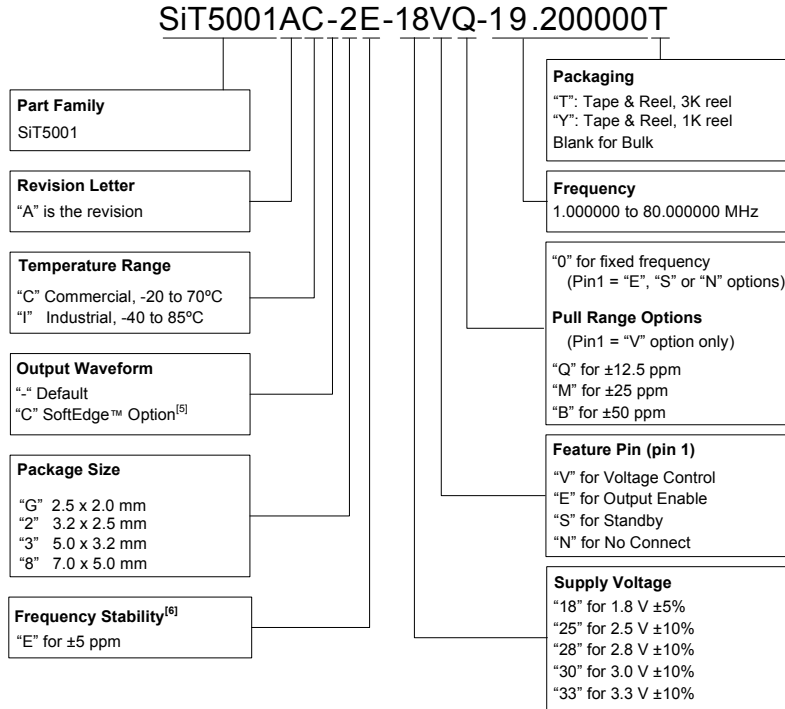 SiT5001AC-2E-18VQ-19.200000T
Part Family
SiT5001
Revision Letter
“A” is the revision
Temperature Range
“C” Commercial, -20 to 70ºC
“I” Industrial, -40 to 85ºC
Output Waveform
“-“ Default
“C” SoftEdge™ Option[5]
Package Size
“G” 2.5 x 2.0 mm
“2” 3.2 x 2.5 mm
“3” 5.0 x 3.2 mm
“8” 7.0 x 5.0 mm
Frequency Stability[6]
“E” for ±5 ppm
Packaging
“T”: Tape & Reel, 3K reel
“Y”: Tape & Reel, 1K reel
Blank for Bulk
Frequency
1.000000 to 80.000000 MHz
“0” for fixed frequency
(Pin1 = “E”, “S” or “N” options)
Pull Range Options
(Pin1 = “V” option only)
“Q” for ±12.5 ppm
“M” for ±25 ppm
“B” for ±50 ppm
Feature Pin (pin 1)
“V” for Voltage Control
“E” for Output Enable
“S” for Standby
“N” for No Connect
Supply Voltage
“18” for 1.8 V ±5%
“25” for 2.5 V ±10%
“28” for 2.8 V ±10%
“30” for 3.0 V ±10%
“33” for 3.3 V ±10%